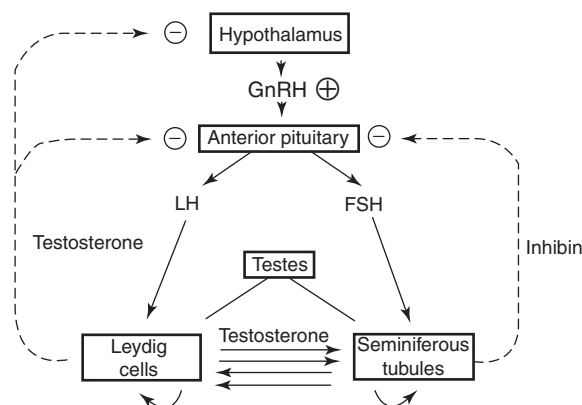 Hypothalamus
GnRH
Anterior pituitary
LH
FSH
Testosterone
Inhibin
Testes
Testosterone
Leydig
cells
Seminiferous
tubules